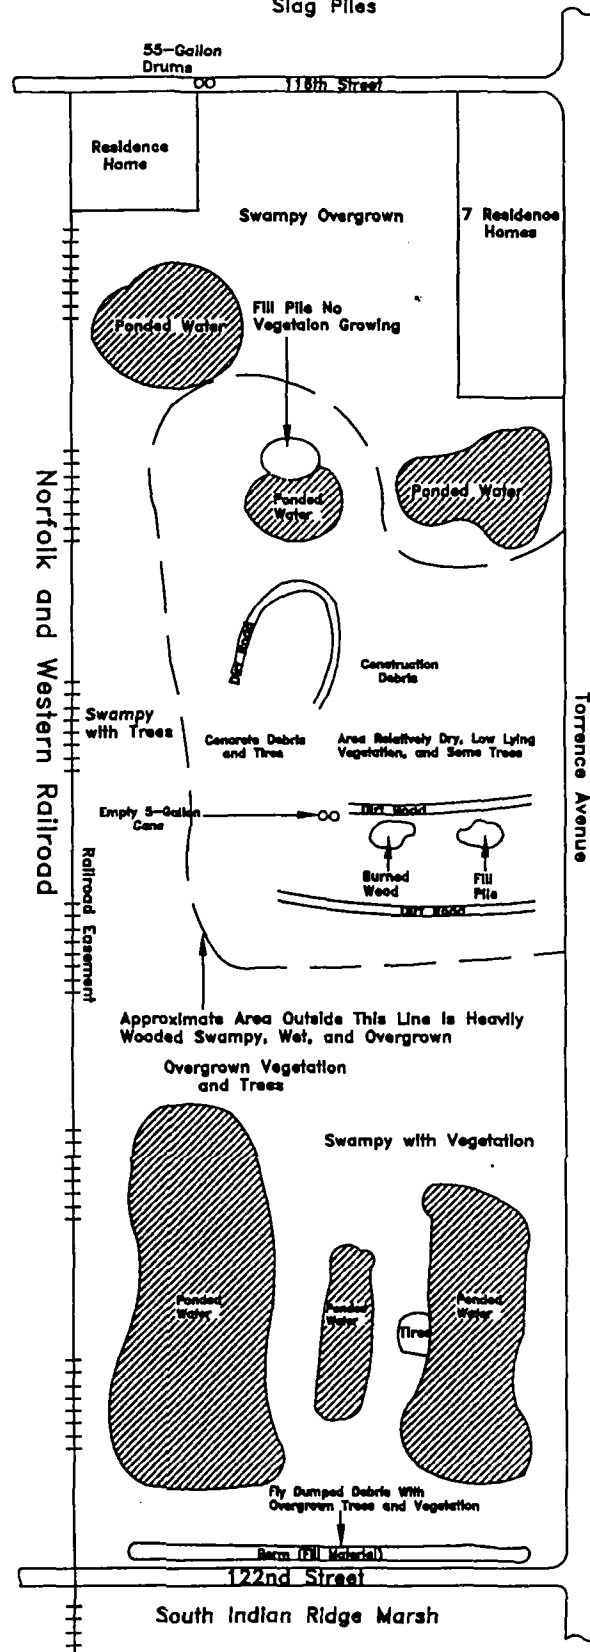 Slag Piles
55-Gallon
Drums
116th Street
Residence
Home
Swampy Overgrown
7 Residence
Homes
Fill Pile No
Vegetaion Growing
Ponded Water
Ponded
Water
Ponded Water
Norfolk and Western Railroad
Dirt Road
Construction
Debris
Swampy
with Trees
Concrete Debris
and Tires
Area Relatively Dry, Low Lying
Vegetation, and Some Trees
Torrence Avenue
Empty 5-Gallon
Cans
Dirt Road
Burned
Wood
Fill
Pile
Railroad Easement
Dirt Road
Approximate Area Outside This Line Is Heavily
Wooded Swampy, Wet, and Overgrown
Overgrown Vegetation
and Trees
Swampy with Vegetation
Ponded
Water
Ponded
Water
Ponded
Water
Tires
Fly Dumped Debris With
Overgrown Trees and Vegetation
Berm (Fill Material)
122nd Street
South Indian Ridge Marsh